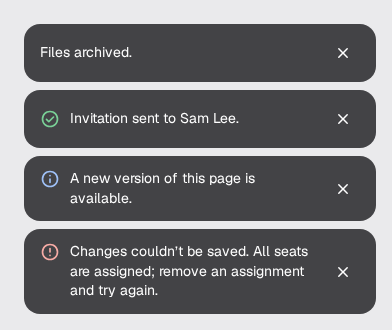 Files archived.
Invitation sent to Sam Lee.
A new version of this page is
available.
Changes couldn't be saved. All seats
are assigned; remove an assignment
and try again.